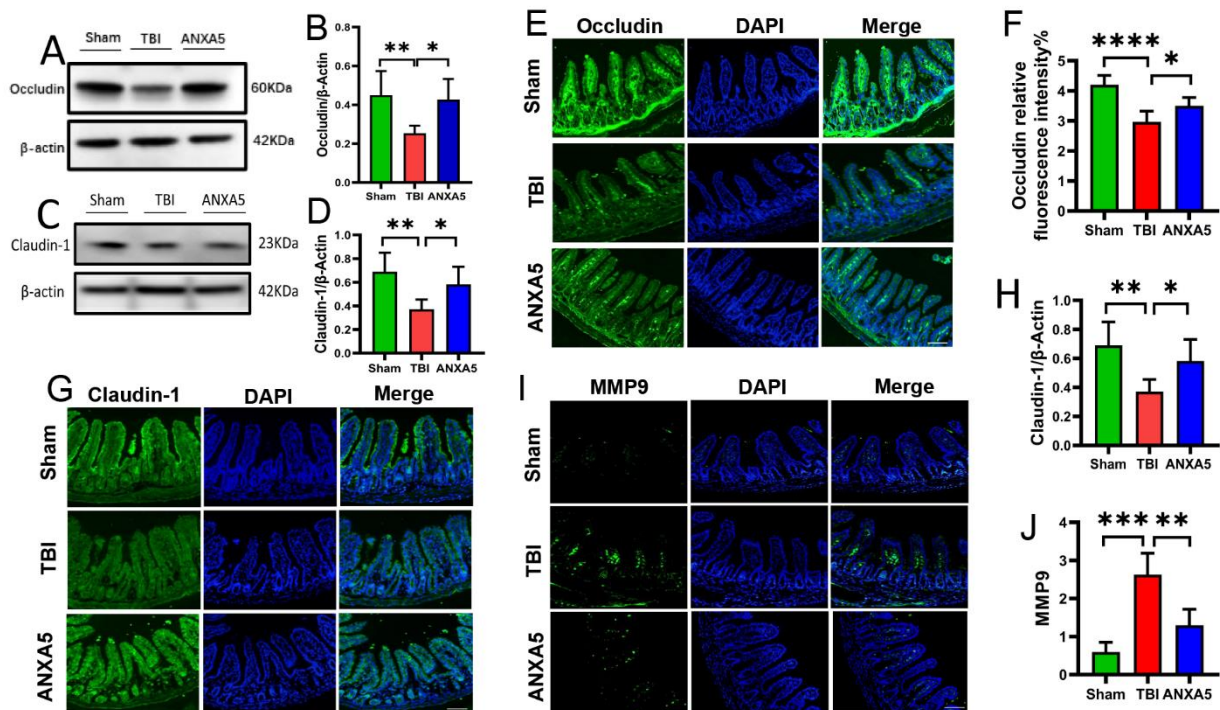 A
Sham TBI ANXA5
Occludin 60KDa
β-actin 42KDa
B
** *
Occludin/β-Actin
0.8
0.6
0.4
0.2
0.0
Sham TBI ANXA5
C
Sham TBI ANXA5
Claudin-1 23KDa
β-actin 42KDa
D
** *
Claudin-1/β-Actin
1.0
0.8
0.6
0.4
0.2
0.0
Sham TBI ANXA5
E
Occludin DAPI Merge
Sham
TBI
ANXA5
F
**** *
Occludin relative
fluorescence intensity%
6
5
4
3
2
1
0
Sham TBI ANXA5
G
Claudin-1 DAPI Merge
Sham
TBI
ANXA5
H
** *
Claudin-1/β-Actin
1.0
0.8
0.6
0.4
0.2
0.0
Sham TBI ANXA5
I
MMP9 DAPI Merge
Sham
TBI
ANXA5
J
*** **
MMP9
4
3
2
1
0
Sham TBI ANXA5